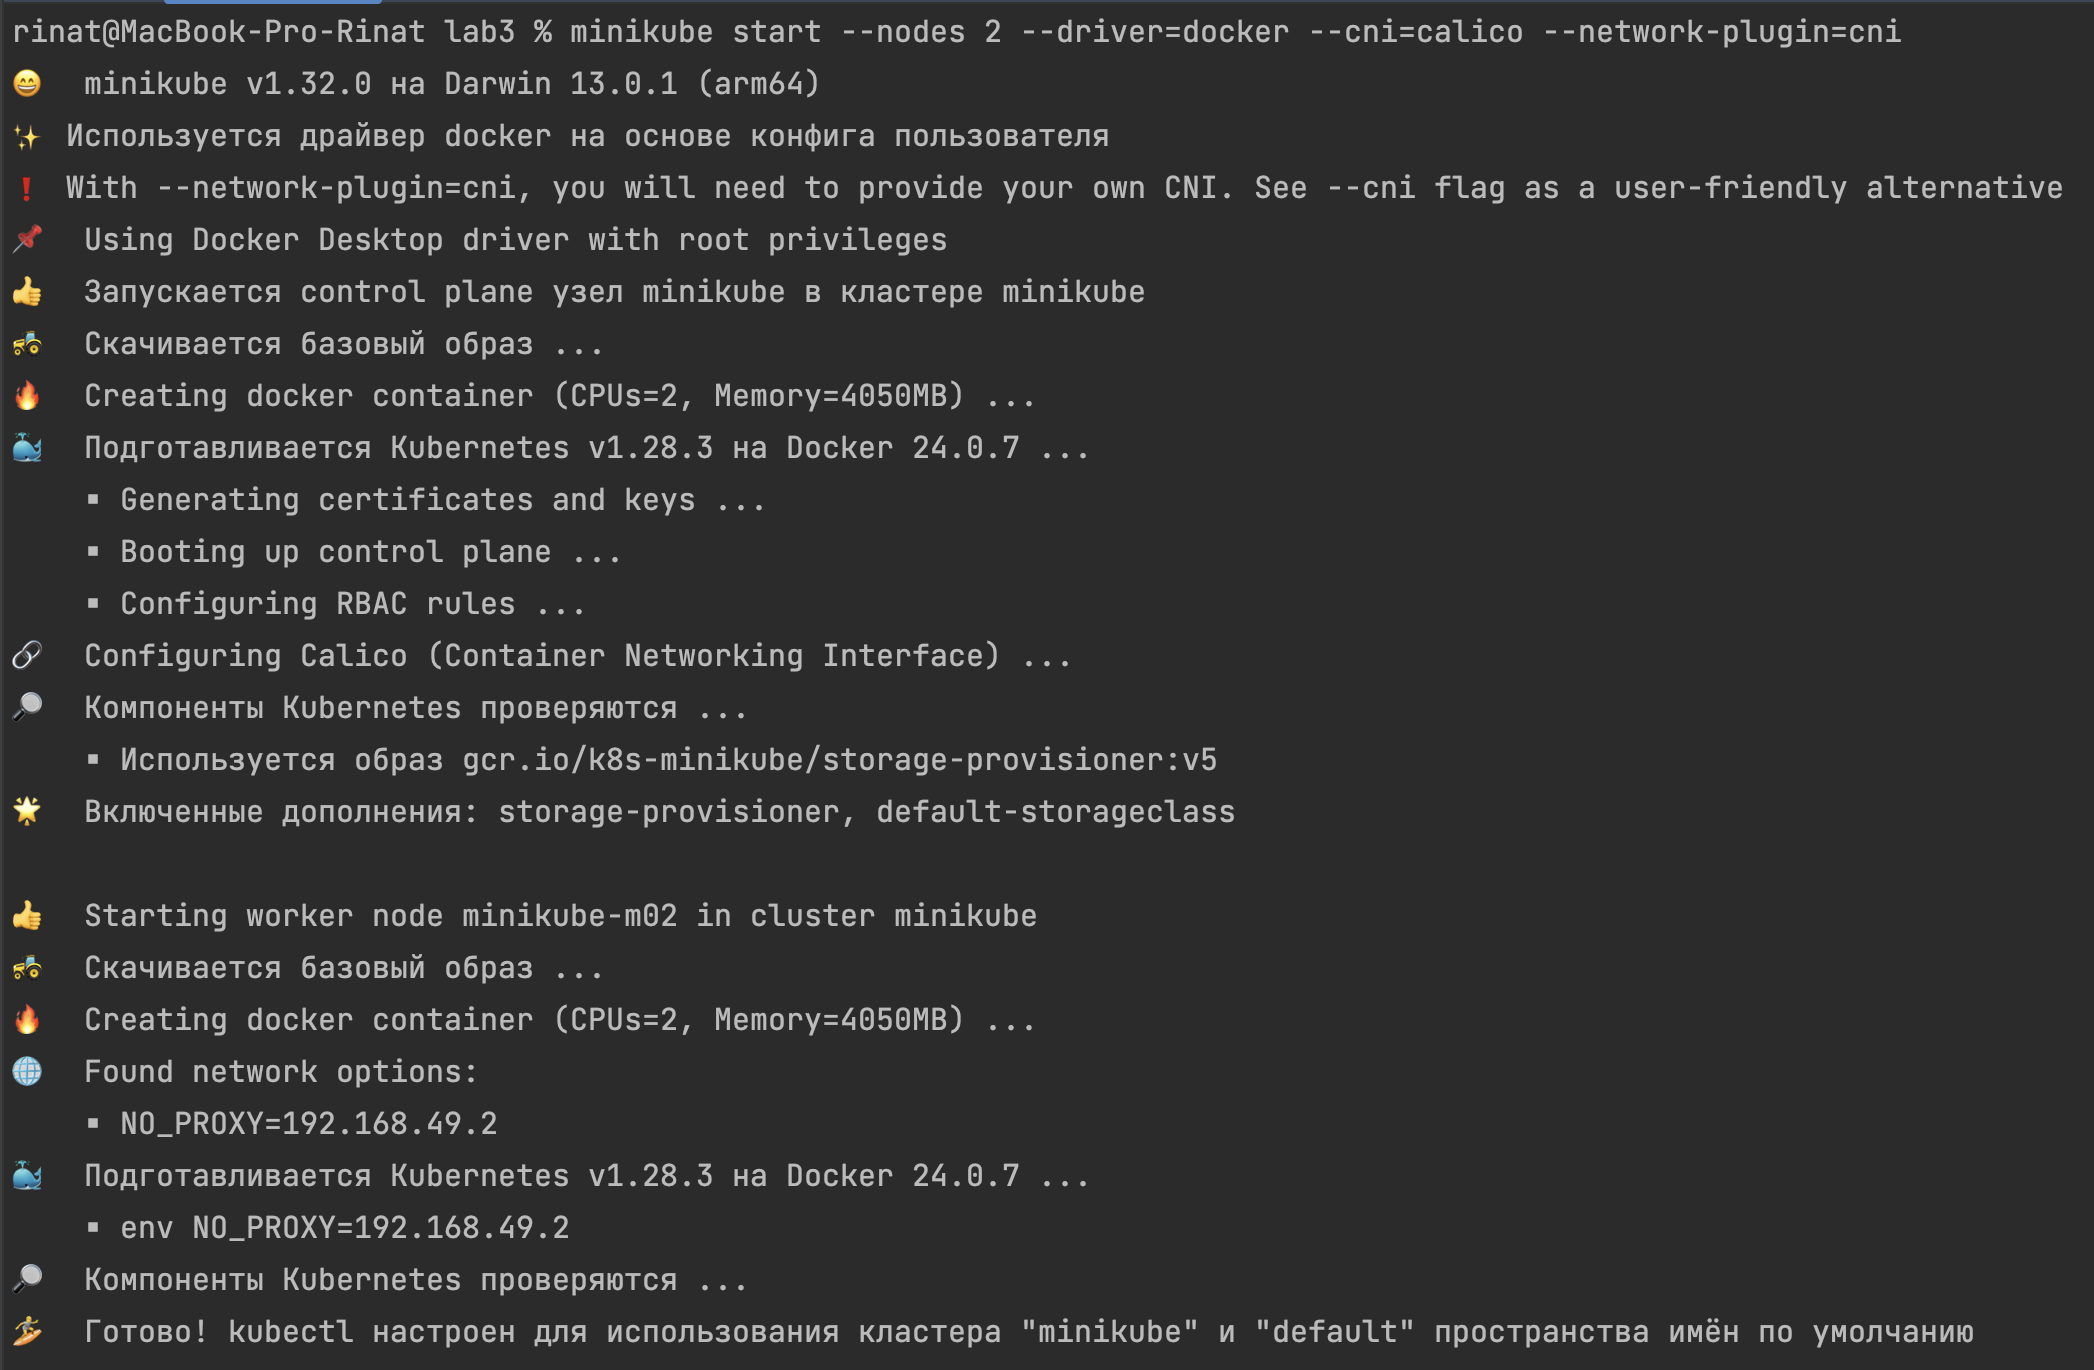 rinat@MacBook-Pro-Rinat lab3 % minikube start --nodes 2 --driver=docker --cni=calico --network-plugin=cni
😄 minikube v1.32.0 на Darwin 13.0.1 (arm64)
✨ Используется драйвер docker на основе конфига пользователя
❗ With --network-plugin=cni, you will need to provide your own CNI. See --cni flag as a user-friendly alternative
📌 Using Docker Desktop driver with root privileges
👍 Запускается control plane узел minikube в кластере minikube
🚜 Скачивается базовый образ ...
🔥 Creating docker container (CPUs=2, Memory=4050MB) ...
🐳 Подготавливается Kubernetes v1.28.3 на Docker 24.0.7 ...
▪ Generating certificates and keys ...
▪ Booting up control plane ...
▪ Configuring RBAC rules ...
🔗 Configuring Calico (Container Networking Interface) ...
🔎 Компоненты Kubernetes проверяются ...
▪ Используется образ gcr.io/k8s-minikube/storage-provisioner:v5
🌟 Включенные дополнения: storage-provisioner, default-storageclass
👍 Starting worker node minikube-m02 in cluster minikube
🚜 Скачивается базовый образ ...
🔥 Creating docker container (CPUs=2, Memory=4050MB) ...
🌐 Found network options:
▪ NO_PROXY=192.168.49.2
🐳 Подготавливается Kubernetes v1.28.3 на Docker 24.0.7 ...
▪ env NO_PROXY=192.168.49.2
🔎 Компоненты Kubernetes проверяются ...
🏄 Готово! kubectl настроен для использования кластера "minikube" и "default" пространства имён по умолчанию